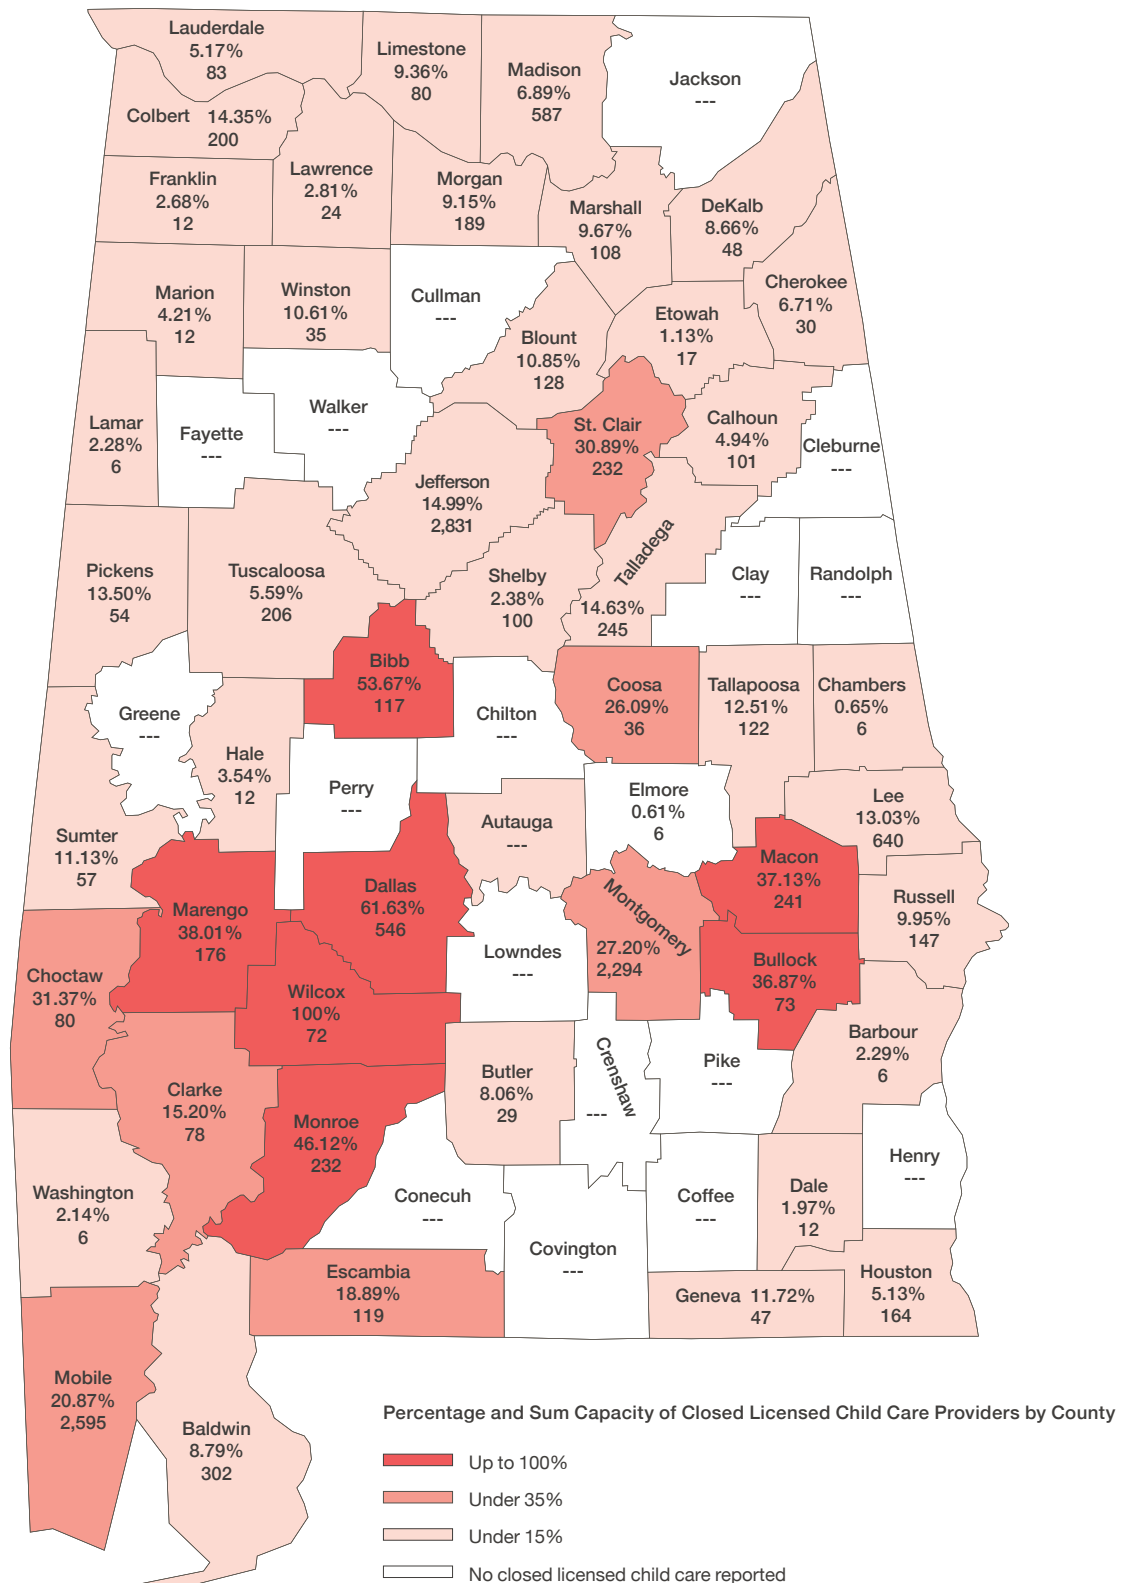 Lauderdale
5.17%
83
Limestone
9.36%
80
Madison
6.89%
587
Jackson
---
Colbert 14.35%
200
Lawrence
2.81%
24
Franklin
2.68%
12
Morgan
9.15%
189
Marshall
9.67%
108
DeKalb
8.66%
48
Cherokee
6.71%
30
Marion
4.21%
12
Winston
10.61%
35
Cullman
---
Etowah
1.13%
17
Blount
10.85%
128
Lamar
2.28%
6
Fayette
---
Walker
---
St. Clair
30.89%
232
Calhoun
4.94%
101
Cleburne
---
Jefferson
14.99%
2,831
Talladega
14.63%
245
Pickens
13.50%
54
Tuscaloosa
5.59%
206
Shelby
2.38%
100
Clay
---
Randolph
---
Bibb
53.67%
117
Greene
---
Chilton
---
Coosa
26.09%
36
Tallapoosa
12.51%
122
Chambers
0.65%
6
Hale
3.54%
12
Perry
---
Elmore
0.61%
6
Lee
13.03%
640
Sumter
11.13%
57
Autauga
---
Macon
37.13%
241
Dallas
61.63%
546
Marengo
38.01%
176
Montgomery
27.20%
2,294
Russell
9.95%
147
Choctaw
31.37%
80
Lowndes
---
Bullock
36.87%
73
Wilcox
100%
72
Barbour
2.29%
6
Clarke
15.20%
78
Butler
8.06%
29
Crenshaw
---
Pike
---
Monroe
46.12%
232
Henry
---
Washington
2.14%
6
Conecuh
---
Coffee
---
Dale
1.97%
12
Covington
---
Escambia
18.89%
119
Geneva 11.72%
47
Houston
5.13%
164
Mobile
20.87%
2,595
Baldwin
8.79%
302
Percentage and Sum Capacity of Closed Licensed Child Care Providers by County
Up to 100%
Under 35%
Under 15%
No closed licensed child care reported